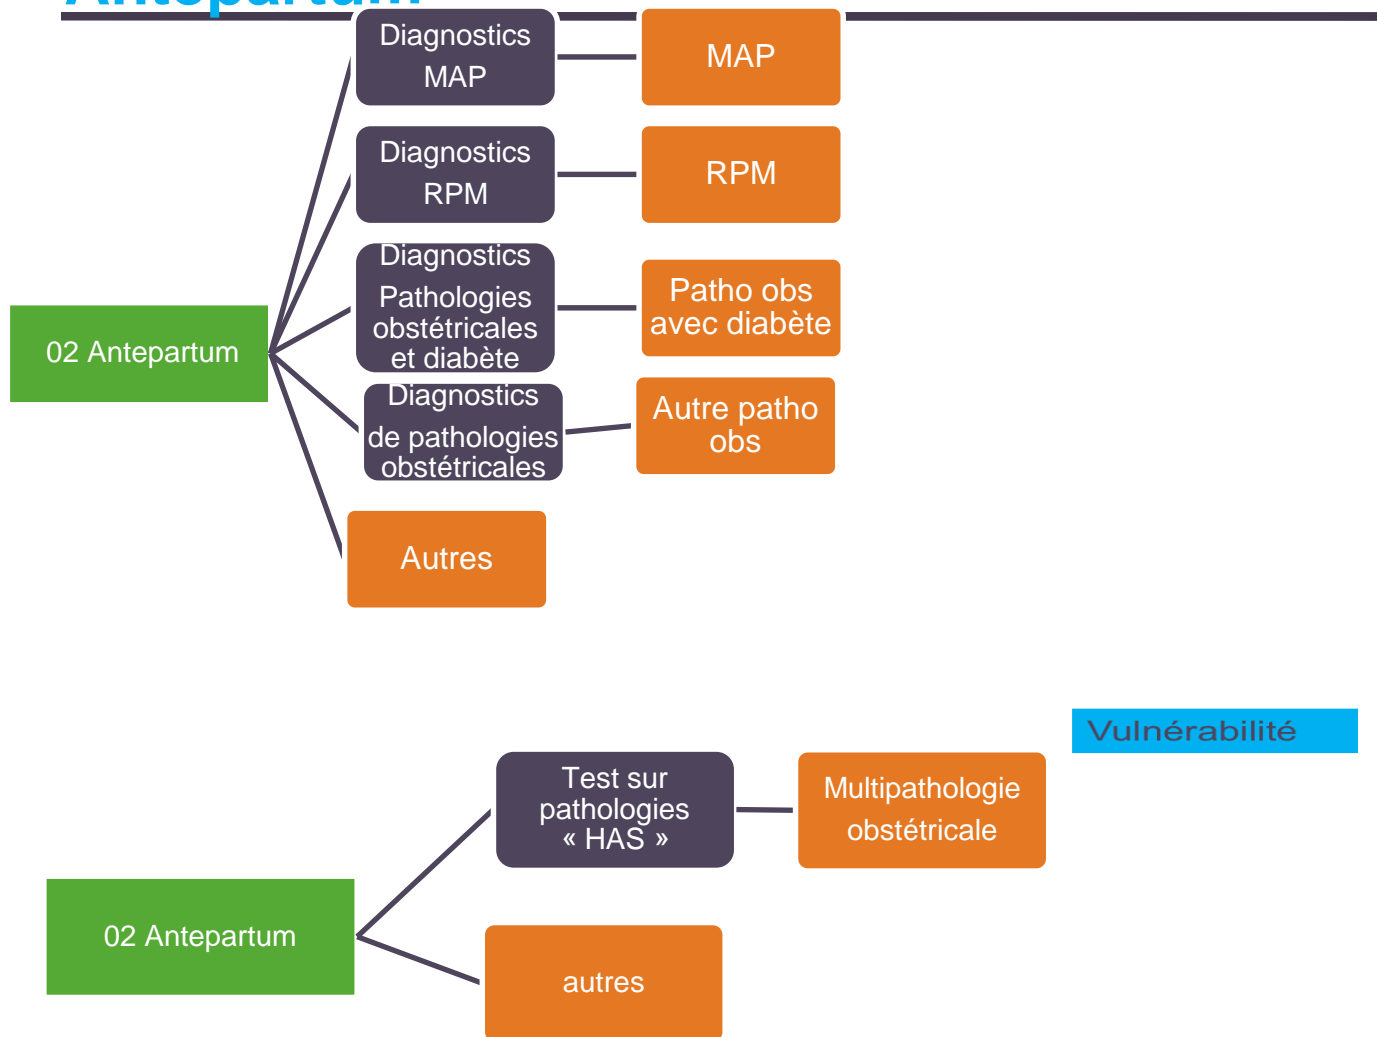 Antepartum
Diagnostics
MAP
MAP
Diagnostics
RPM
RPM
Diagnostics
Pathologies
obstétricales
et diabète
Patho obs
avec diabète
02 Antepartum
Diagnostics
de pathologies
obstétricales
Autre patho
obs
Autres
Vulnérabilité
Test sur
pathologies
« HAS »
Multipathologie
obstétricale
02 Antepartum
autres